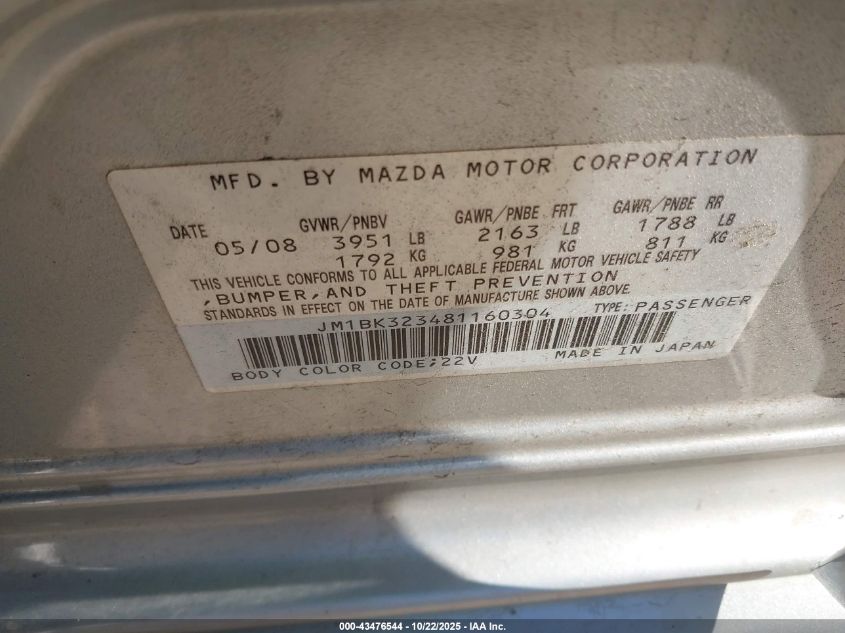 MFD. BY MAZDA MOTOR CORPORATION
DATE GVWR/PNBV GAWR/PNBE FRT GAWR/PNBE RR
05/08 3951 LB 2163 LB 1788 LB
1792 KG 981 KG 811 KG
THIS VEHICLE CONFORMS TO ALL APPLICABLE FEDERAL MOTOR VEHICLE SAFETY
,BUMPER,AND THEFT PREVENTION
STANDARDS IN EFFECT ON THE DATE OF MANUFACTURE SHOWN ABOVE.
JM1BK323481160304 TYPE: PASSENGER
BODY COLOR CODE;22V MADE IN JAPAN
000-43476544 - 10/22/2025 - IAA Inc.